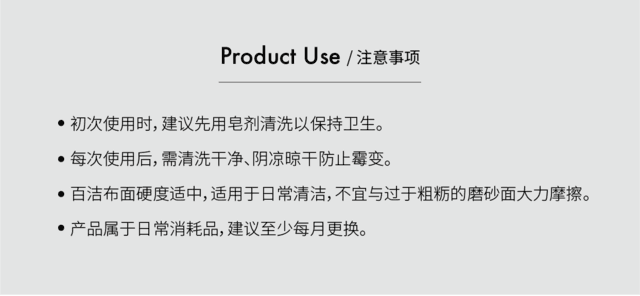 Product Use / 注意事项
• 初次使用时，建议先用皂剂清洗以保持卫生。
• 每次使用后，需清洗干净、阴凉晾干防止霉变。
• 百洁布面硬度适中，适用于日常清洁，不宜与过于粗粝的磨砂面大力摩擦。
• 产品属于日常消耗品，建议至少每月更换。